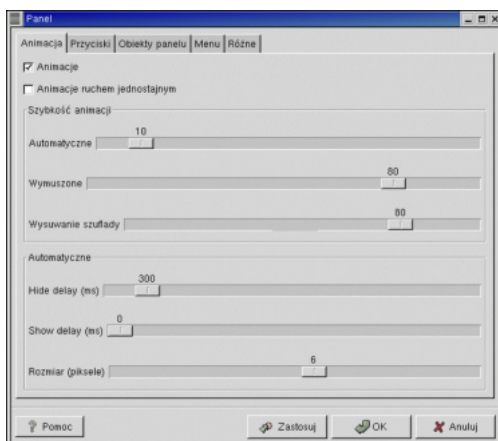 Panel
Animacja Przyciski Obiekty panelu Menu Różne
Animacje
Animacje ruchem jednostajnym
Szybkość animacji
10
Automatyczne
80
Wymuszone
80
Wysuwanie szuflady
Automatyczne
300
Hide delay (ms)
0
Show delay (ms)
6
Rozmiar (piksele)
Pomoc Zastosuj OK Anuluj